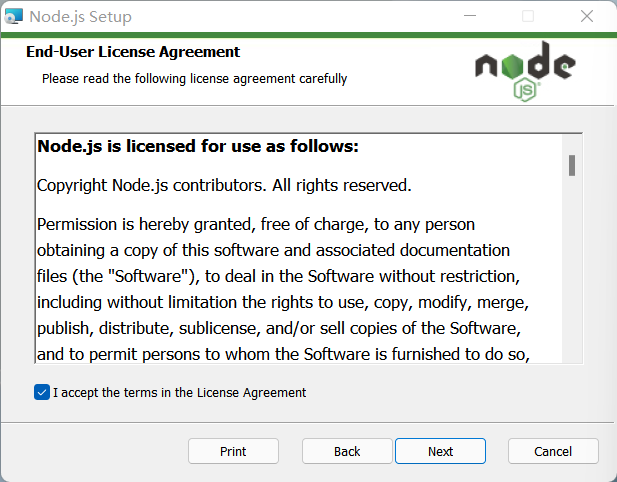 Node.js Setup
End-User License Agreement
Please read the following license agreement carefully
node
JS
Node.js is licensed for use as follows:
Copyright Node.js contributors. All rights reserved.
Permission is hereby granted, free of charge, to any person
obtaining a copy of this software and associated documentation
files (the "Software"), to deal in the Software without restriction,
including without limitation the rights to use, copy, modify, merge,
publish, distribute, sublicense, and/or sell copies of the Software,
and to permit persons to whom the Software is furnished to do so,
I accept the terms in the License Agreement
Print Back Next Cancel